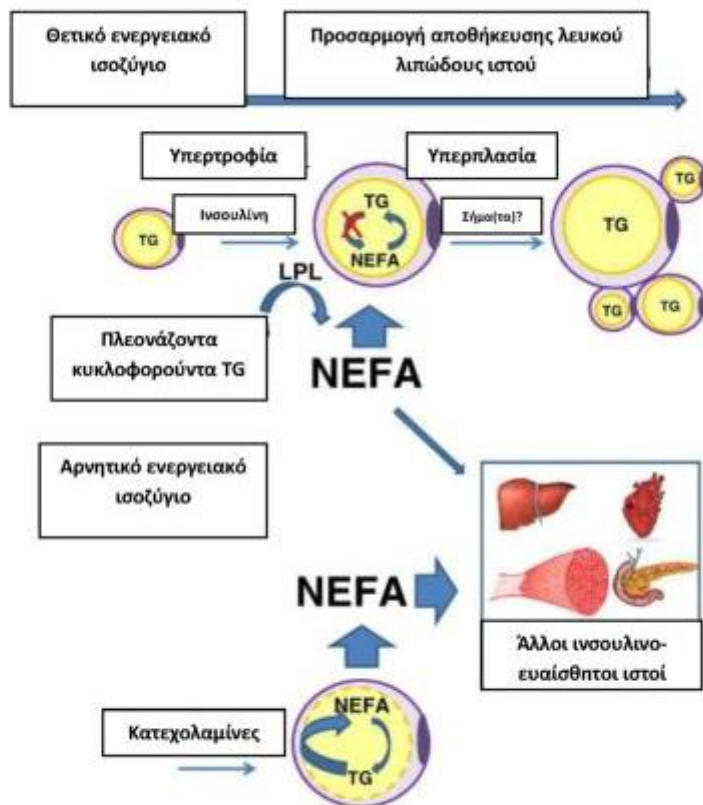 Θετικό ενεργειακό
ισοζύγιο
Προσαρμογή αποθήκευσης λευκού
λιπώδους ιστού
Υπερτροφία
Υπερπλασία
TG
Ινσουλίνη
TG
NEFA
Σήμα(τα)?
TG
TG
TG
TG
LPL
Πλεονάζοντα
κυκλοφορούντα TG
NEFA
Αρνητικό ενεργειακό
ισοζύγιο
NEFA
Άλλοι ινσουλινο-
ευαίσθητοι ιστοί
Κατεχολαμίνες
NEFA
TG